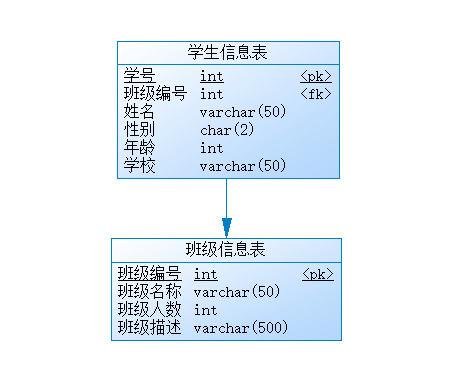 学生信息表
学号 int <pk>
班级编号 int <fk>
姓名 varchar(50)
性别 char(2)
年龄 int
学校 varchar(50)
班级信息表
班级编号 int <pk>
班级名称 varchar(50)
班级人数 int
班级描述 varchar(500)